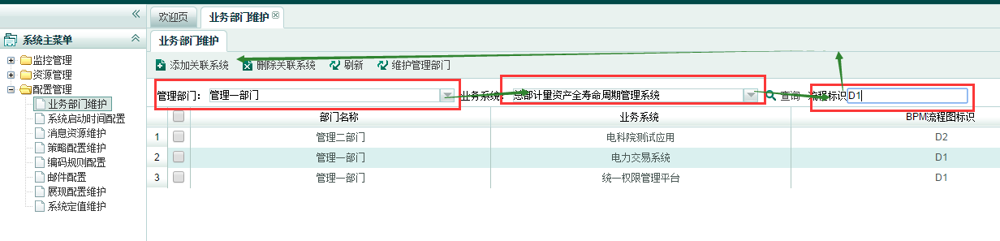 欢迎页 业务部门维护
系统主菜单 业务部门维护
监控管理
资源管理
配置管理
业务部门维护
系统启动时间配置
消息资源维护
策略配置维护
编码规则配置
邮件配置
展现配置维护
系统定值维护
添加关联系统 删除关联系统 刷新 维护管理部门
管理部门： 管理一部门 业务系统： 总部计量资产全寿命周期管理系统 查询 流程标识 D1
部门名称 业务系统 BPM流程图标识
1 管理二部门 电科院测试应用 D2
2 管理一部门 电力交易系统 D1
3 管理一部门 统一权限管理平台 D1